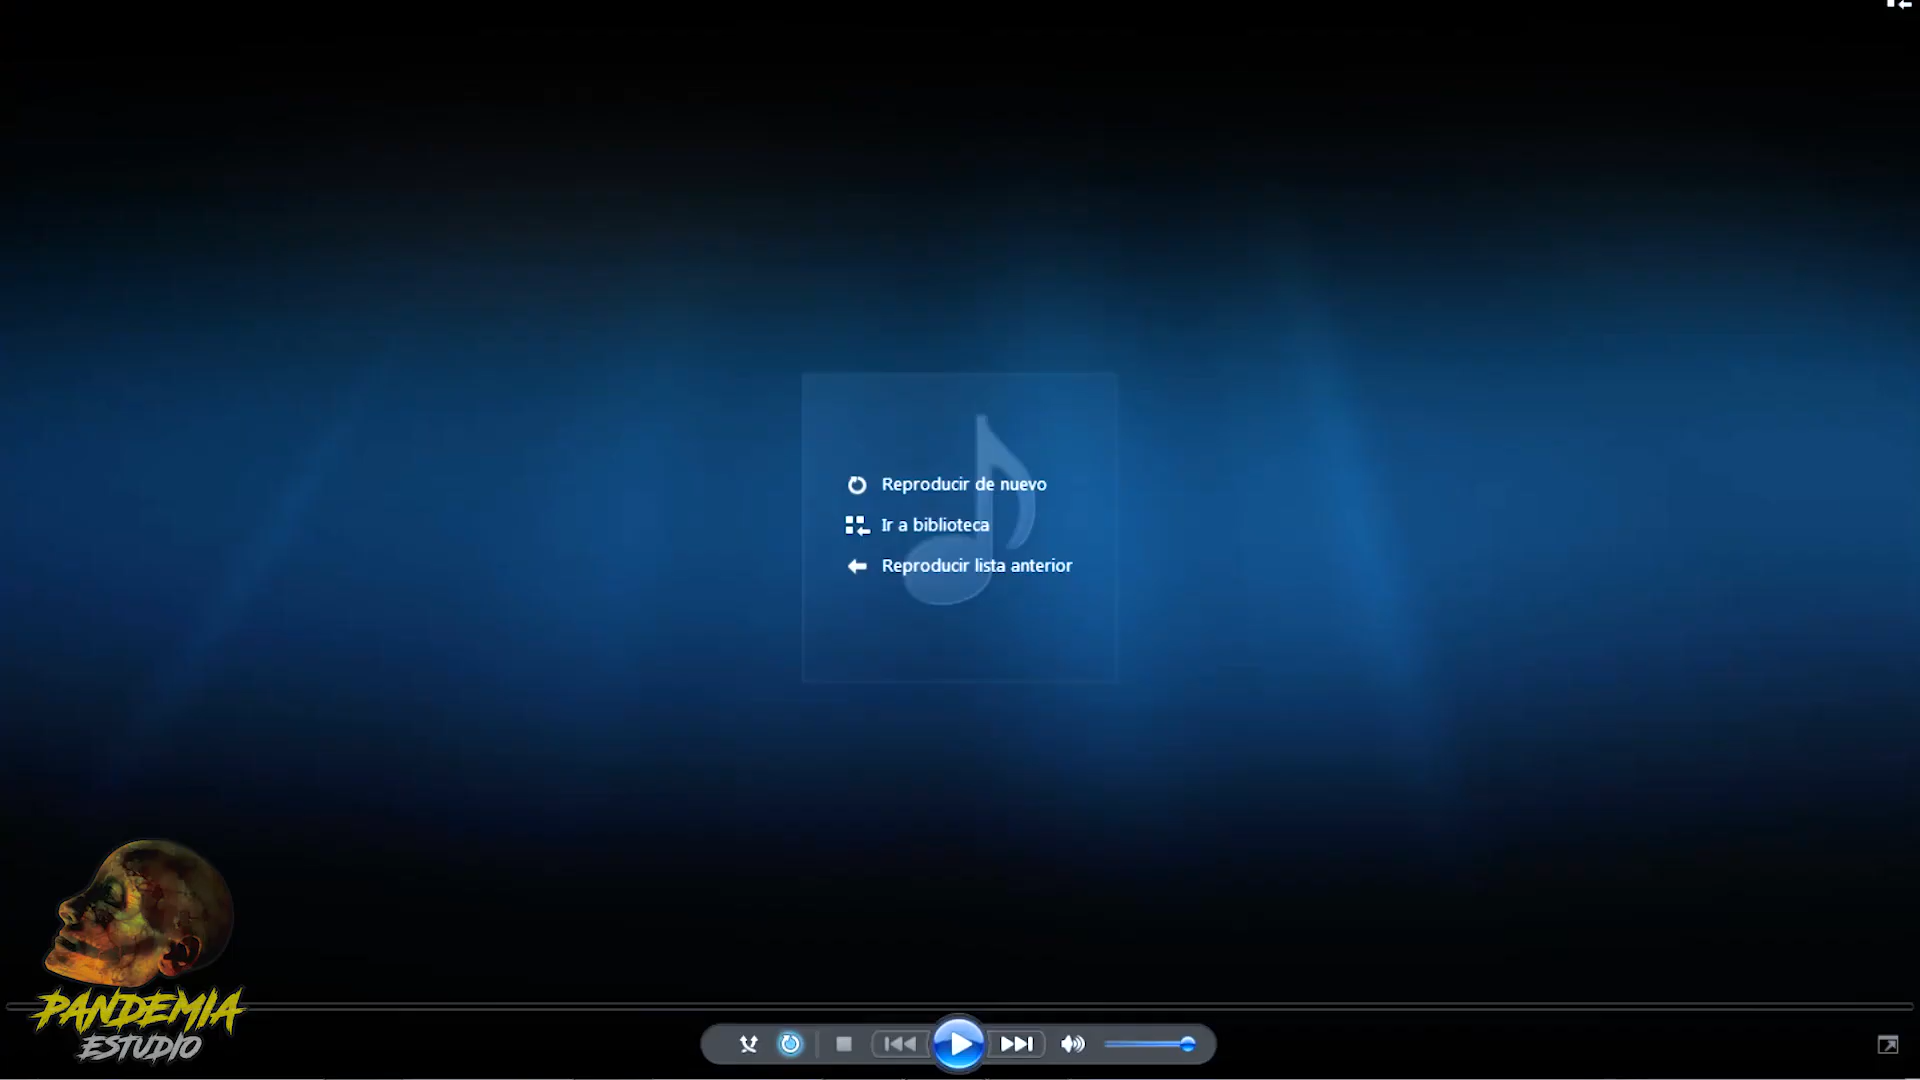 Reproducir de nuevo
Ir a biblioteca
Reproducir lista anterior
PANDEMIA
ESTUDIO